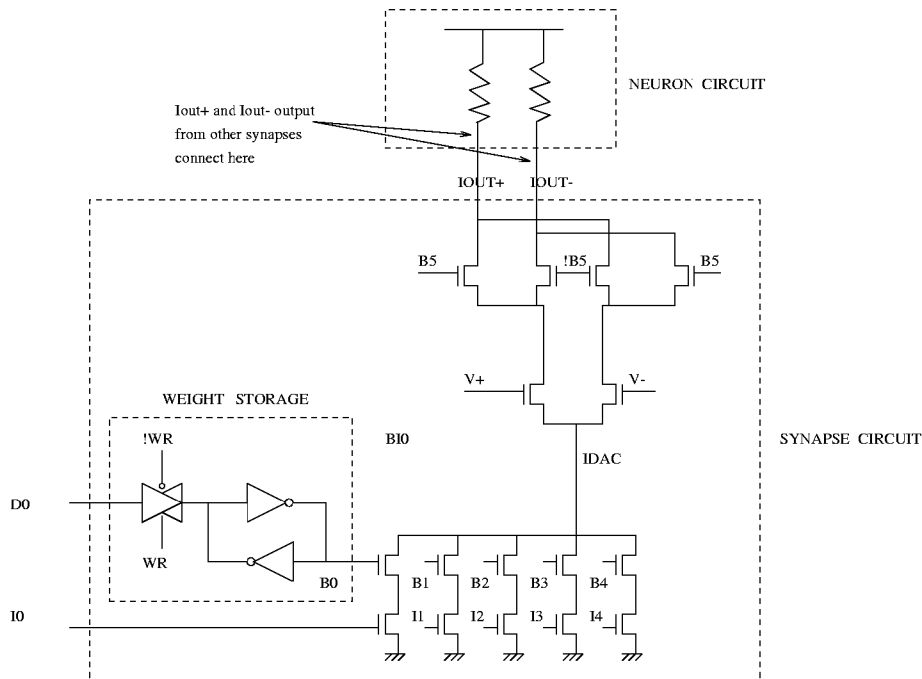 NEURON CIRCUIT
Iout+ and Iout- output
from other synapses
connect here
IOUT+ IOUT-
B5 !B5 B5
V+ V-
WEIGHT STORAGE
!WR BI0 SYNAPSE CIRCUIT
IDAC
D0
WR B0 B1 B2 B3 B4
I0 I1 I2 I3 I4